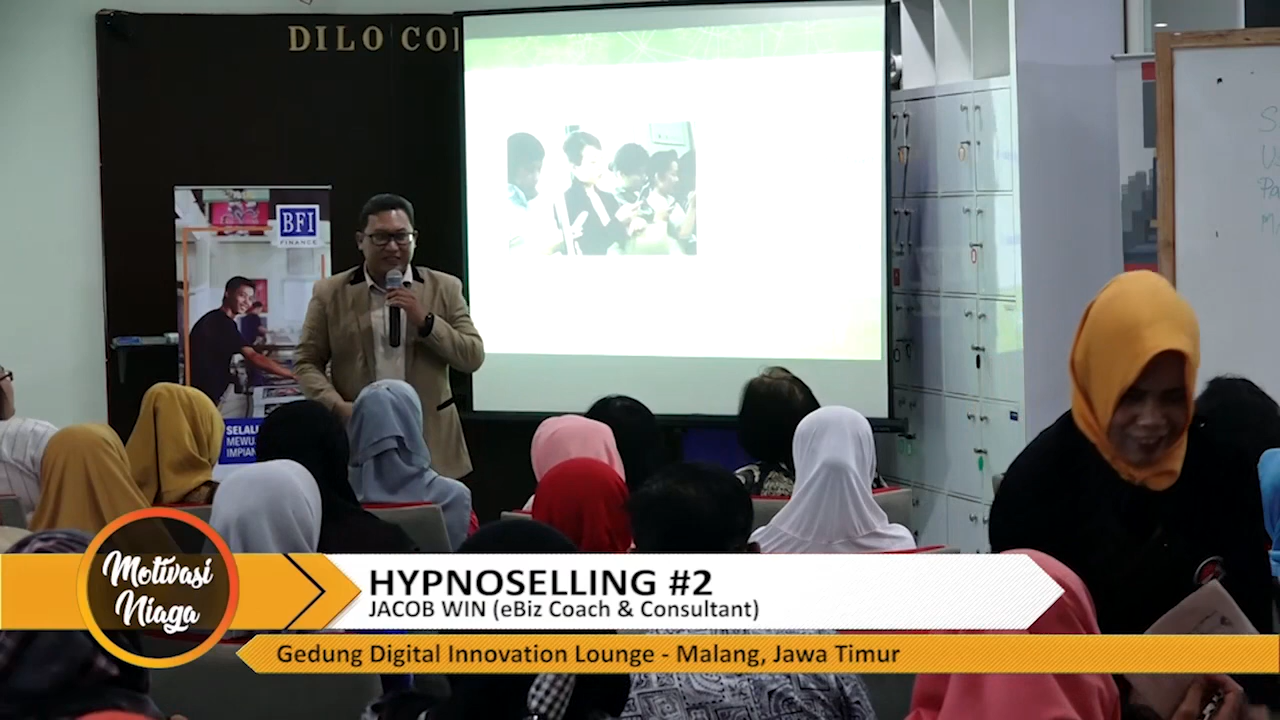 DILO CO
BFI
FINANCE
SELALU
MEWU
IMPIAN
Motivasi
Niaga
HYPNOSELLING #2
JACOB WIN (eBiz Coach & Consultant)
Gedung Digital Innovation Lounge - Malang, Jawa Timur